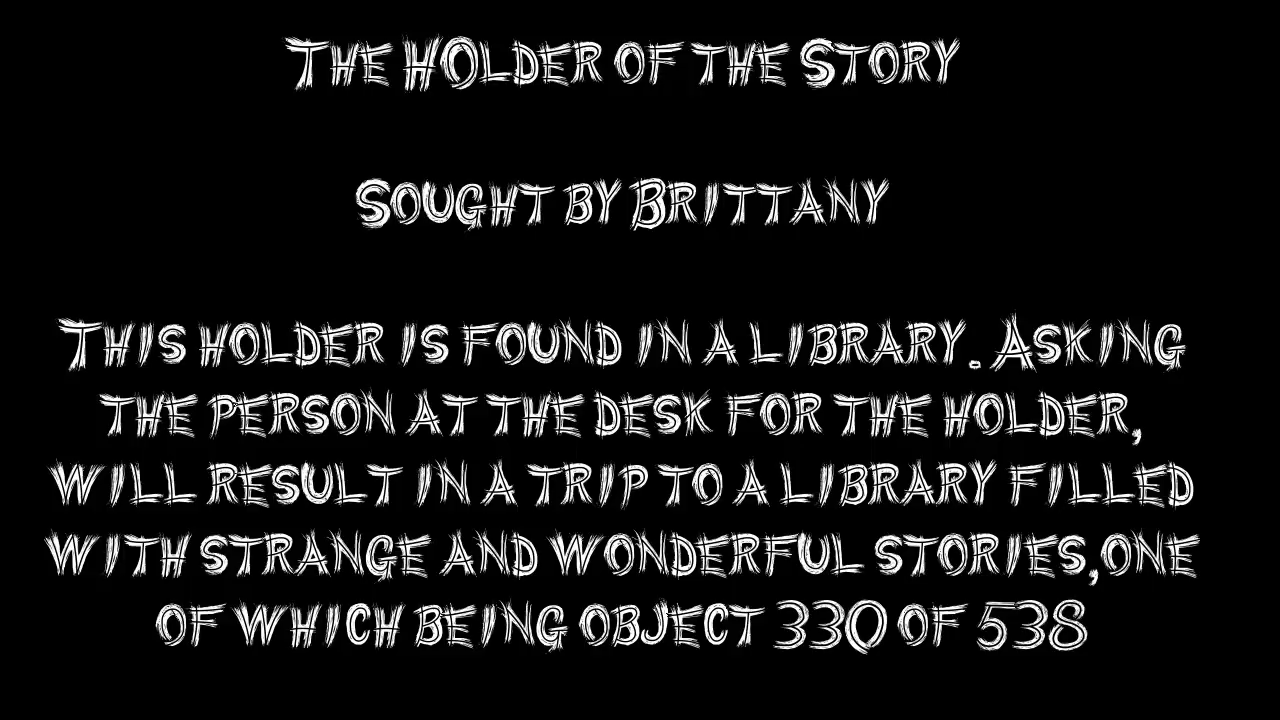 The HOlder of the Story
Sought by Brittany
This holder is found in a library. Asking
the person at the desk for the holder,
will result in a trip to a library filled
with strange and wonderful stories,one
of which being object 330 of 538